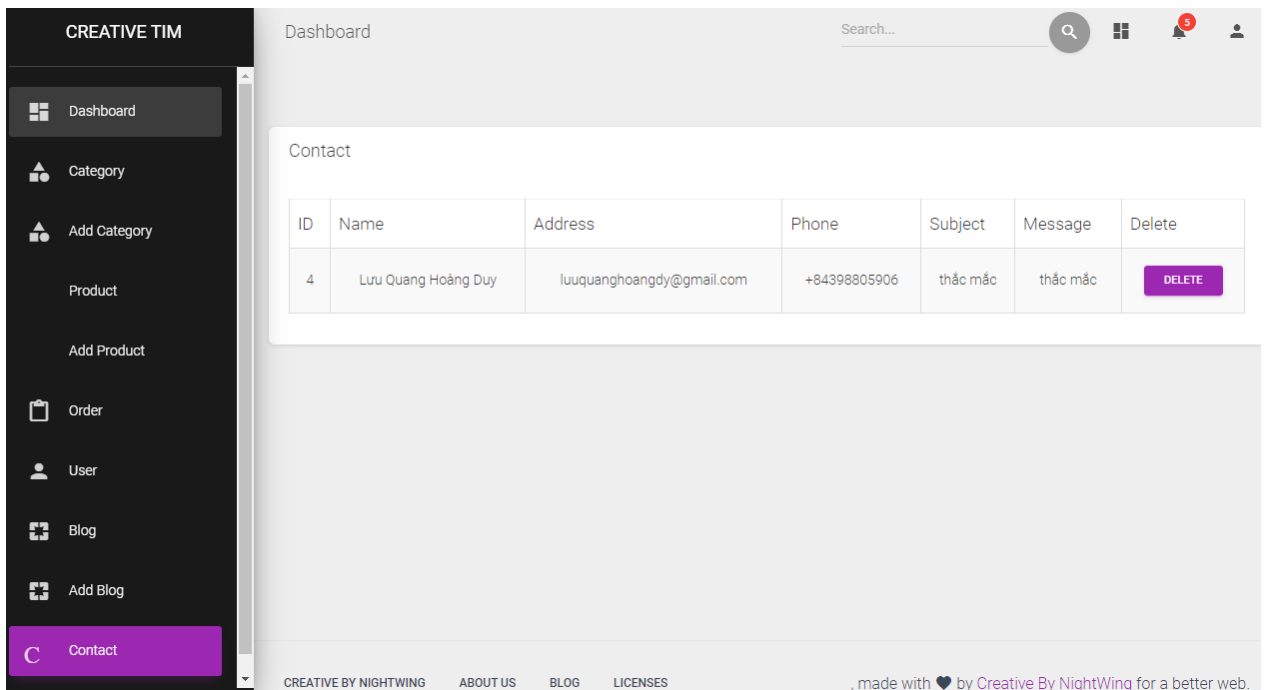 CREATIVE TIM
Dashboard
Category
Add Category
Product
Add Product
Order
User
Blog
Add Blog
C Contact
Dashboard
Search...
5
Contact
ID Name Address Phone Subject Message Delete
4 Lưu Quang Hoàng Duy luuquanghoangdy@gmail.com +84398805906 thắc mắc thắc mắc DELETE
CREATIVE BY NIGHTWING ABOUT US BLOG LICENSES , made with by Creative By NightWing for a better web.